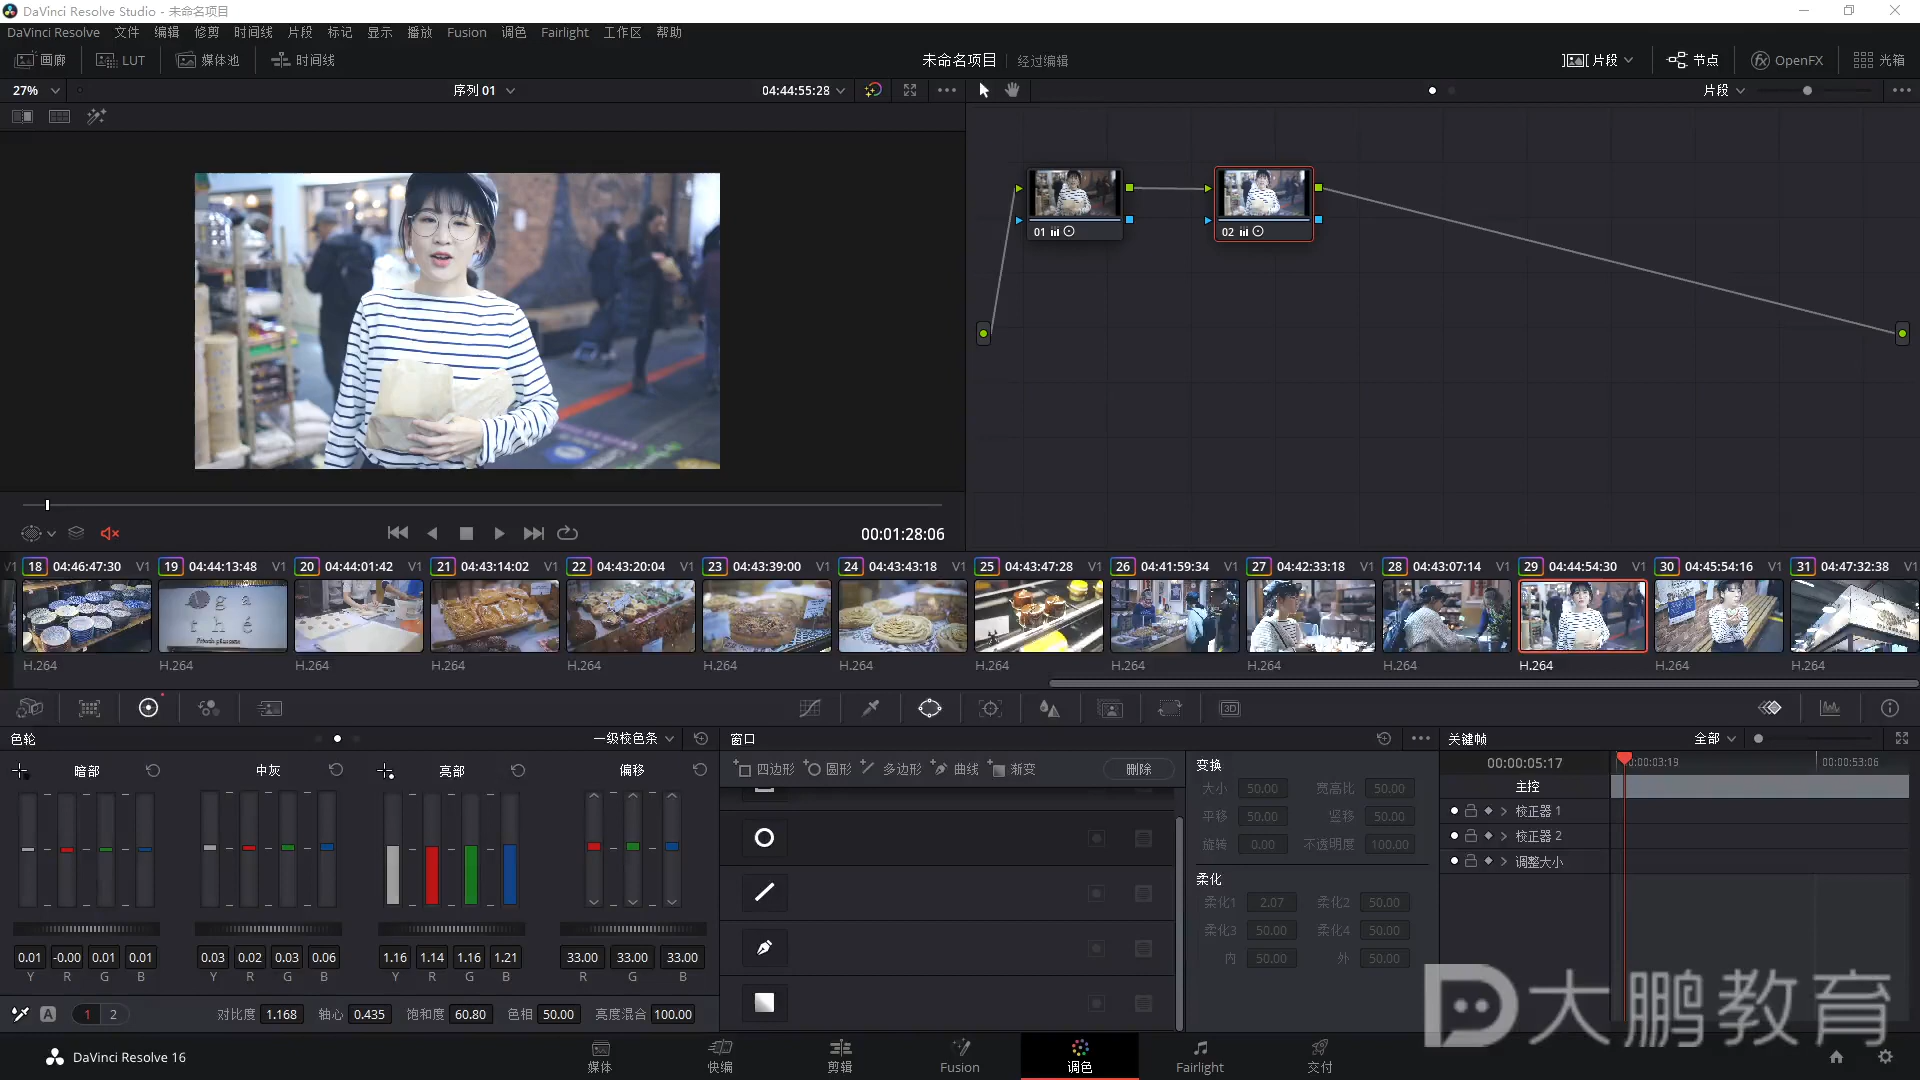 DaVinci Resolve Studio - 未命名项目
DaVinci Resolve 文件 编辑 修剪 时间线 片段 标记 显示 播放 Fusion 调色 Fairlight 工作区 帮助
画廊 LUT 媒体池 时间线 未命名项目 经过编辑 片段 节点 OpenFX 光箱
27% 序列 01 04:44:55:28 片段
01
02
00:01:28:06
V1 18 04:46:47:30 V1 19 04:44:13:48 V1 20 04:44:01:42 V1 21 04:43:14:02 V1 22 04:43:20:04 V1 23 04:43:39:00 V1 24 04:43:43:18 V1 25 04:43:47:28 V1 26 04:41:59:34 V1 27 04:42:33:18 V1 28 04:43:07:14 V1 29 04:44:54:30 V1 30 04:45:54:16 V1 31 04:47:32:38 V1
g a
t h é
H.264 H.264 H.264 H.264 H.264 H.264 H.264 H.264 H.264 H.264 H.264 H.264 H.264 H.264
3D
色轮 一级校色条 窗口 关键帧 全部
暗部 中灰 亮部 偏移
0.01 -0.00 0.01 0.01 0.03 0.02 0.03 0.06 1.16 1.14 1.16 1.21 33.00 33.00 33.00
Y R G B Y R G B Y R G B R G B
A 1 2 对比度 1.168 轴心 0.435 饱和度 60.80 色相 50.00 亮度混合 100.00
四边形 圆形 多边形 曲线 渐变 删除
变换
大小 50.00 宽高比 50.00
平移 50.00 竖移 50.00
旋转 0.00 不透明度 100.00
柔化
柔化1 2.07 柔化2 50.00
柔化3 50.00 柔化4 50.00
内 50.00 外 50.00
00:00:05:17 0:00:03:19 00:00:53:06
主控
校正器 1
校正器 2
调整大小
大鹏教育
DaVinci Resolve 16 媒体 快编 剪辑 Fusion 调色 Fairlight 交付